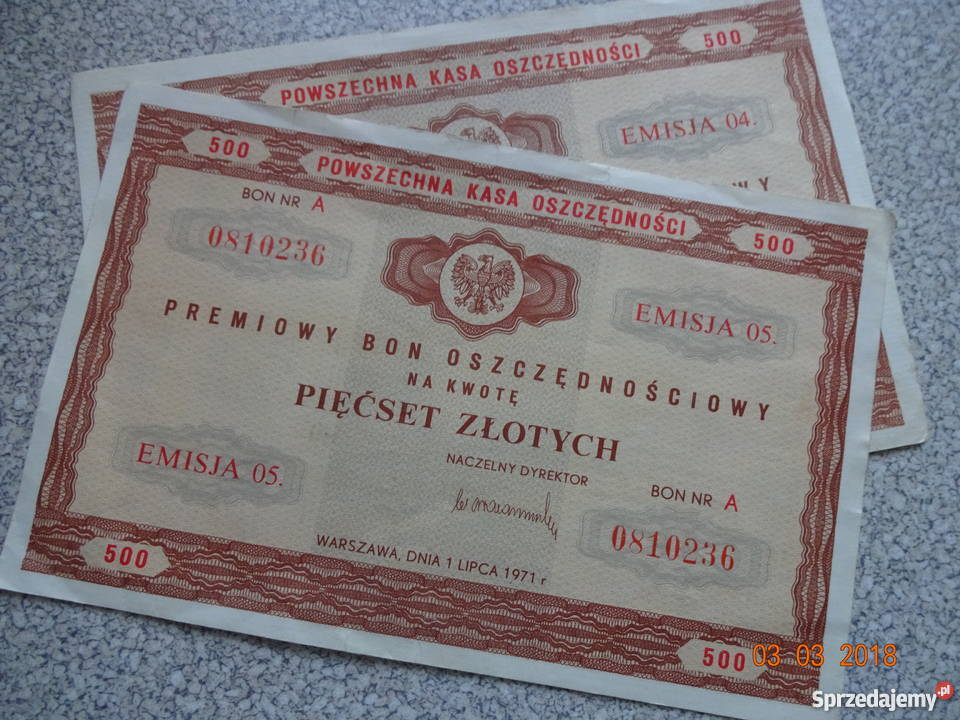 POWSZECHNA KASA OSZCZĘDNOŚCI
500
EMISJA 04.
WY
500
POWSZECHNA KASA OSZCZĘDNOŚCI
500
BON NR A
0810236
EMISJA 05.
PREMIOWY BON OSZCZĘDNOŚCIOWY
NA KWOTĘ
PIĘĆSET ZŁOTYCH
NACZELNY DYREKTOR
EMISJA 05.
BON NR A
0810236
WARSZAWA, DNIA 1 LIPCA 1971 r
500
500
03 03 2018
Sprzedajemy.pl